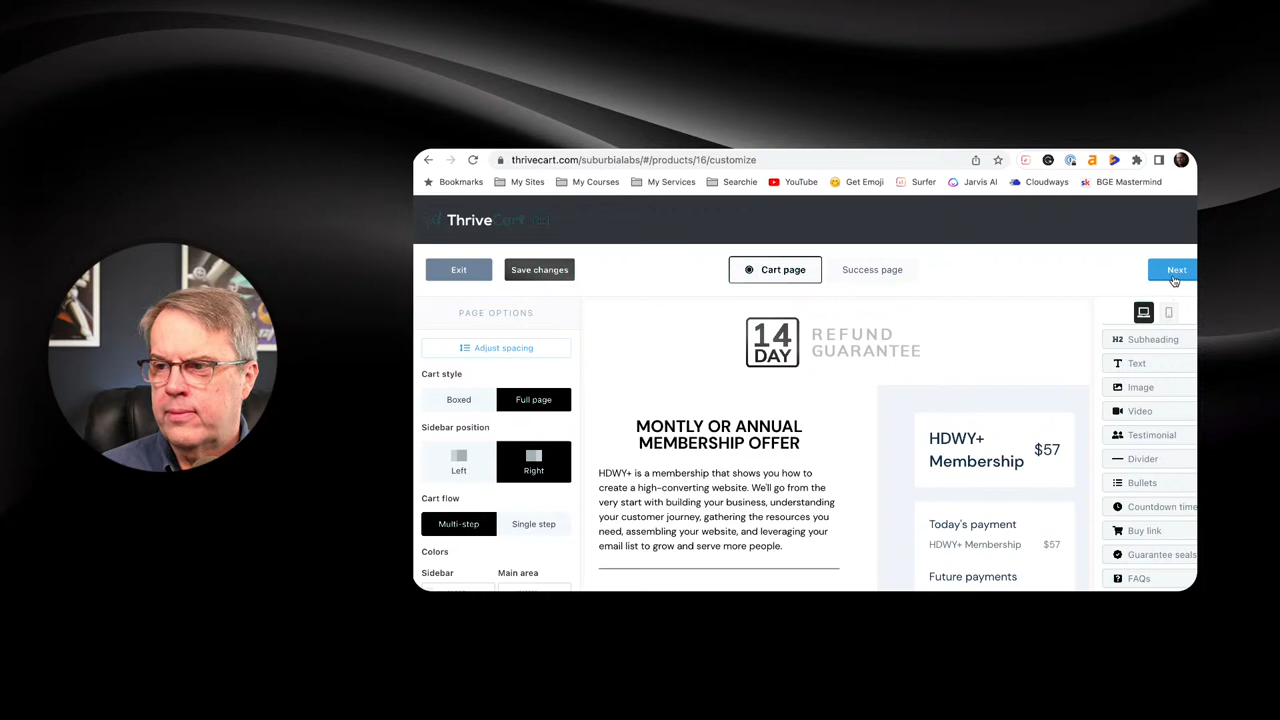 thrivecart.com/suburbialabs/#/products/16/customize
Bookmarks My Sites My Courses My Services Searchie YouTube Get Emoji Surfer Jarvis AI Cloudways BGE Mastermind
ThriveCart
Exit Save changes Cart page Success page Next
PAGE OPTIONS
Adjust spacing
Cart style
Boxed Full page
Sidebar position
Left Right
Cart flow
Multi-step Single step
Colors
Sidebar Main area
14
DAY
REFUND
GUARANTEE
MONTLY OR ANNUAL
MEMBERSHIP OFFER
HDWY+ is a membership that shows you how to
create a high-converting website. We'll go from the
very start with building your business, understanding
your customer journey, gathering the resources you
need, assembling your website, and leveraging your
email list to grow and serve more people.
HDWY+
Membership
$57
Today's payment
HDWY+ Membership $57
Future payments
H2 Subheading
Text
Image
Video
Testimonial
Divider
Bullets
Countdown time
Buy link
Guarantee seals
FAQs